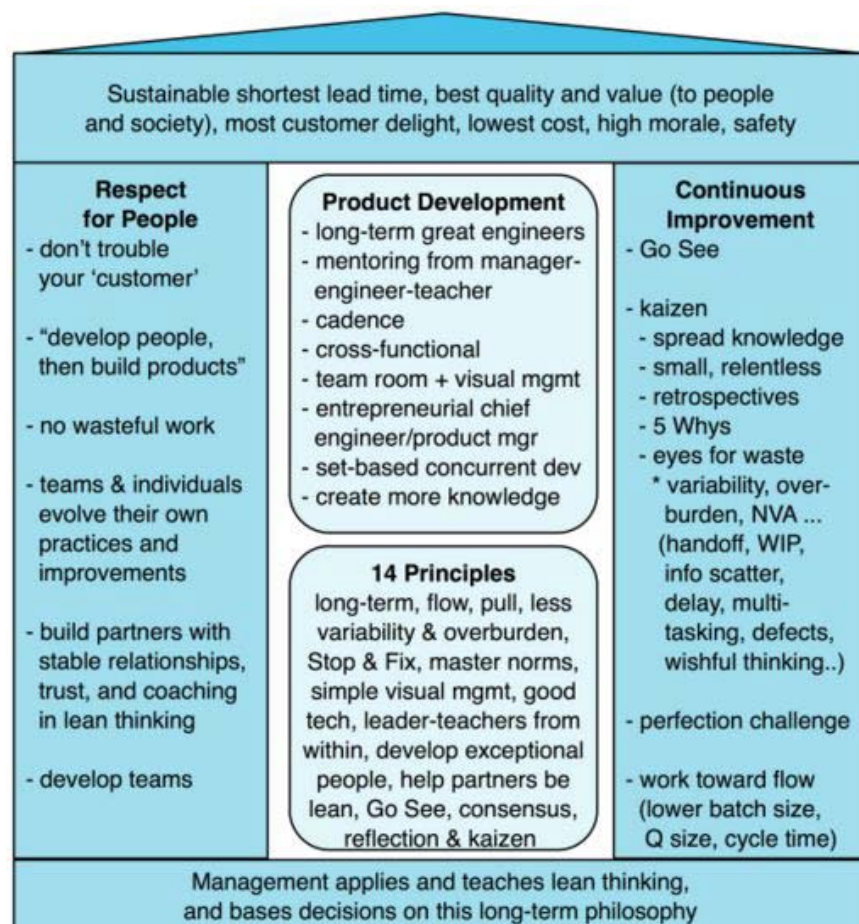 Sustainable shortest lead time, best quality and value (to people
and society), most customer delight, lowest cost, high morale, safety
Respect
for People
- don't trouble
your 'customer'
- "develop people,
then build products"
- no wasteful work
- teams & individuals
evolve their own
practices and
improvements
- build partners with
stable relationships,
trust, and coaching
in lean thinking
- develop teams
Product Development
- long-term great engineers
- mentoring from manager-
engineer-teacher
- cadence
- cross-functional
- team room + visual mgmt
- entrepreneurial chief
engineer/product mgr
- set-based concurrent dev
- create more knowledge
14 Principles
long-term, flow, pull, less
variability & overburden,
Stop & Fix, master norms,
simple visual mgmt, good
tech, leader-teachers from
within, develop exceptional
people, help partners be
lean, Go See, consensus,
reflection & kaizen
Continuous
Improvement
- Go See
- kaizen
- spread knowledge
- small, relentless
- retrospectives
- 5 Whys
- eyes for waste
* variability, over-
burden, NVA ...
(handoff, WIP,
info scatter,
delay, multi-
tasking, defects,
wishful thinking..)
- perfection challenge
- work toward flow
(lower batch size,
Q size, cycle time)
Management applies and teaches lean thinking,
and bases decisions on this long-term philosophy